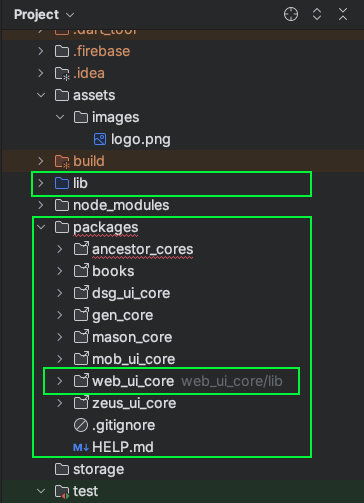 Project
.dart_tool
.firebase
.idea
assets
images
logo.png
build
lib
node_modules
packages
ancestor_cores
books
dsg_ui_core
gen_core
mason_core
mob_ui_core
web_ui_core web_ui_core/lib
zeus_ui_core
.gitignore
M↓ HELP.md
storage
test